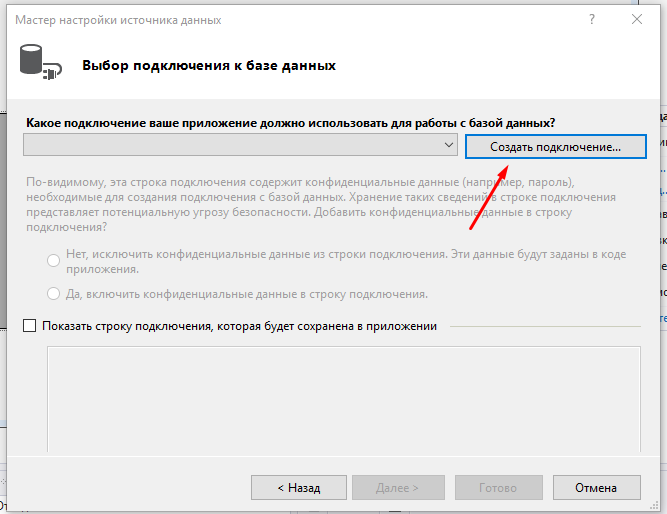 Мастер настройки источника данных
?
Выбор подключения к базе данных
Какое подключение ваше приложение должно использовать для работы с базой данных?
Создать подключение...
По-видимому, эта строка подключения содержит конфиденциальные данные (например, пароль),
необходимые для создания подключения с базой данных. Хранение таких сведений в строке подключения
представляет потенциальную угрозу безопасности. Добавить конфиденциальные данные в строку
подключения?
Нет, исключить конфиденциальные данные из строки подключения. Эти данные будут заданы в коде
приложения.
Да, включить конфиденциальные данные в строку подключения.
Показать строку подключения, которая будет сохранена в приложении
< Назад
Далее >
Готово
Отмена